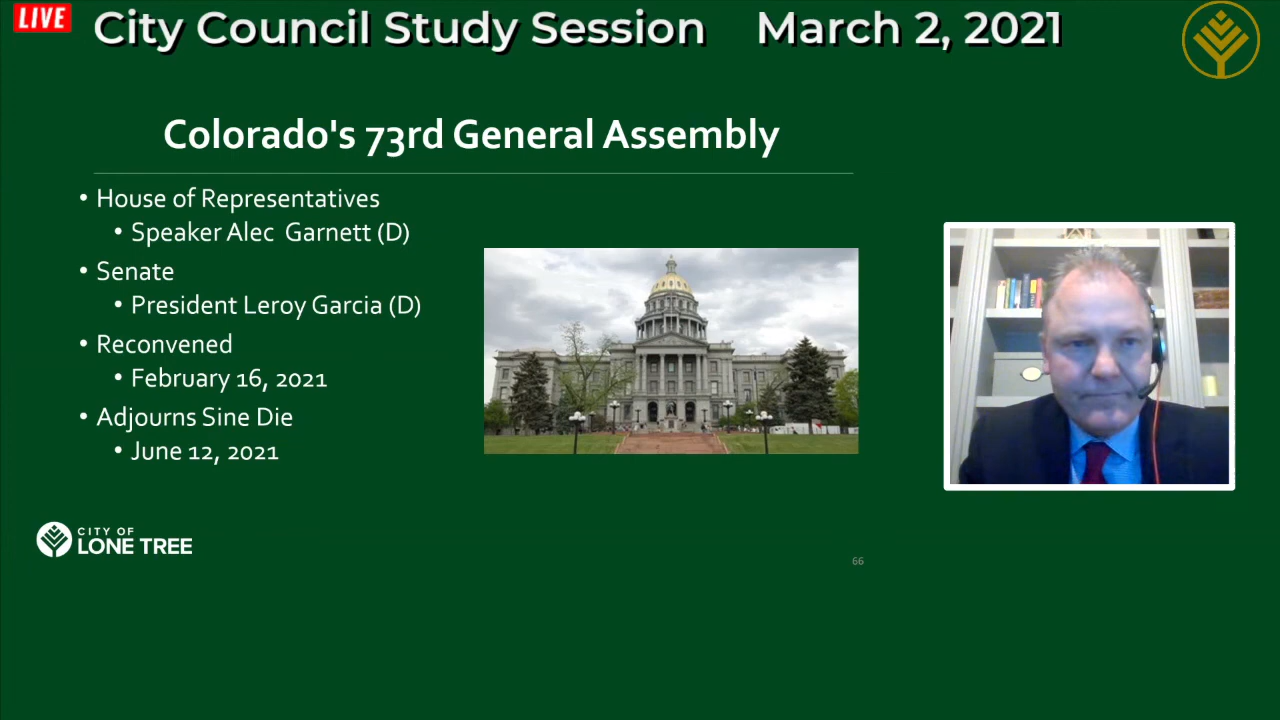 LIVE
City Council Study Session March 2, 2021
Colorado's 73rd General Assembly
• House of Representatives
• Speaker Alec Garnett (D)
• Senate
• President Leroy Garcia (D)
• Reconvened
• February 16, 2021
• Adjourns Sine Die
• June 12, 2021
CITY OF
LONE TREE
66